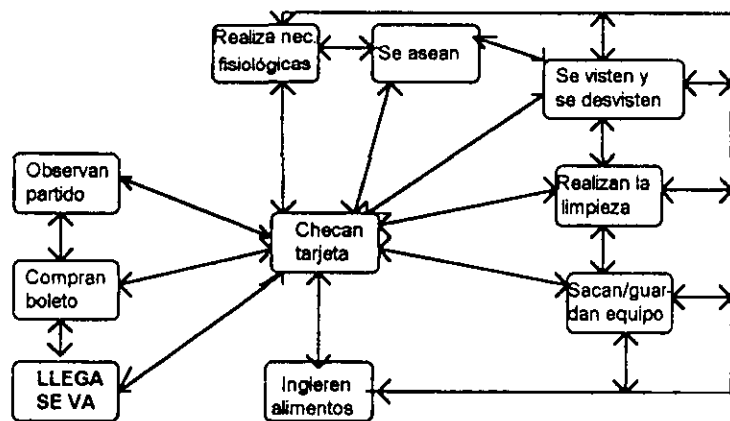 Realiza nec.
fisiológicas
Se asean
Se visten y
se desvisten
Observan
partido
Checan
tarjeta
Realizan la
limpieza
Compran
boleto
Sacan/guar-
dan equipo
LLEGA
SE VA
Ingieren
alimentos